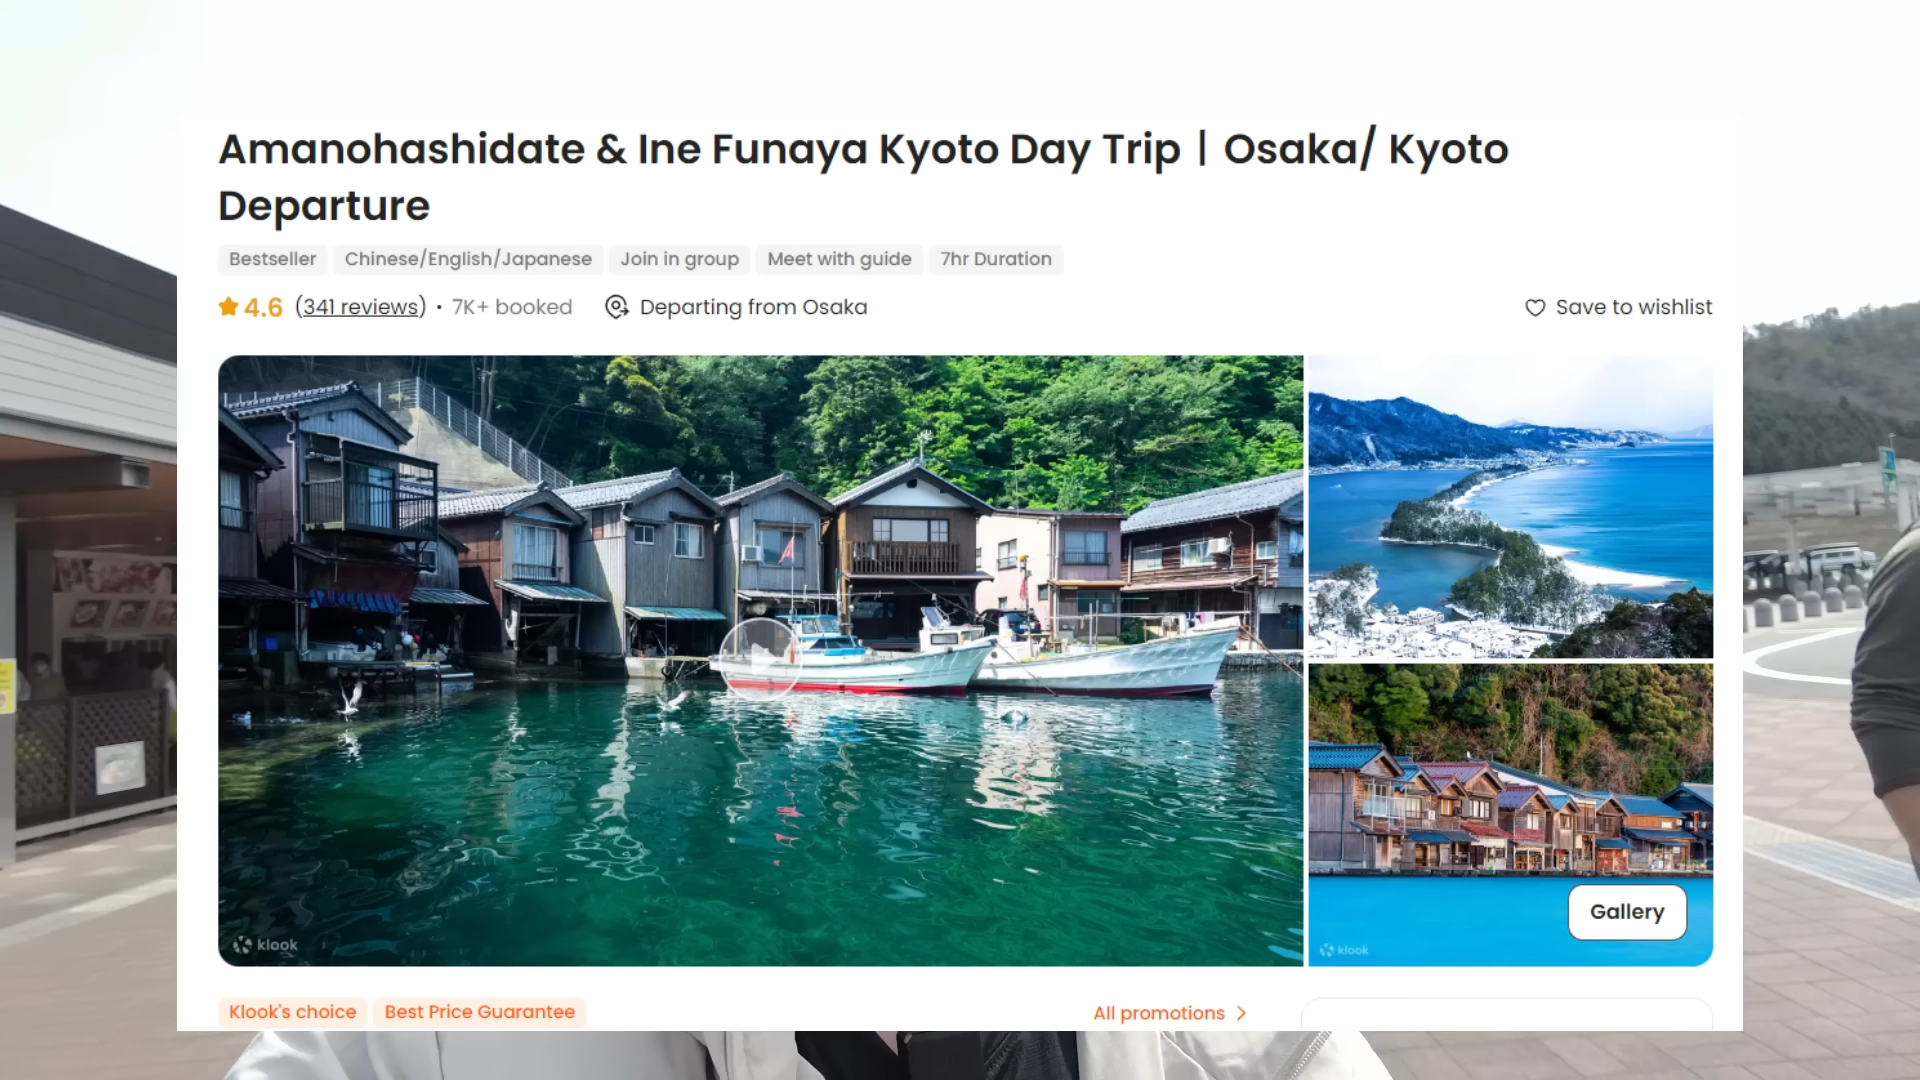 Amanohashidate & Ine Funaya Kyoto Day Trip | Osaka/ Kyoto
Departure
Bestseller
Chinese/English/Japanese
Join in group
Meet with guide
7hr Duration
4.6 (341 reviews) · 7K+ booked
Departing from Osaka
Save to wishlist
klook
klook
Gallery
Klook's choice
Best Price Guarantee
All promotions